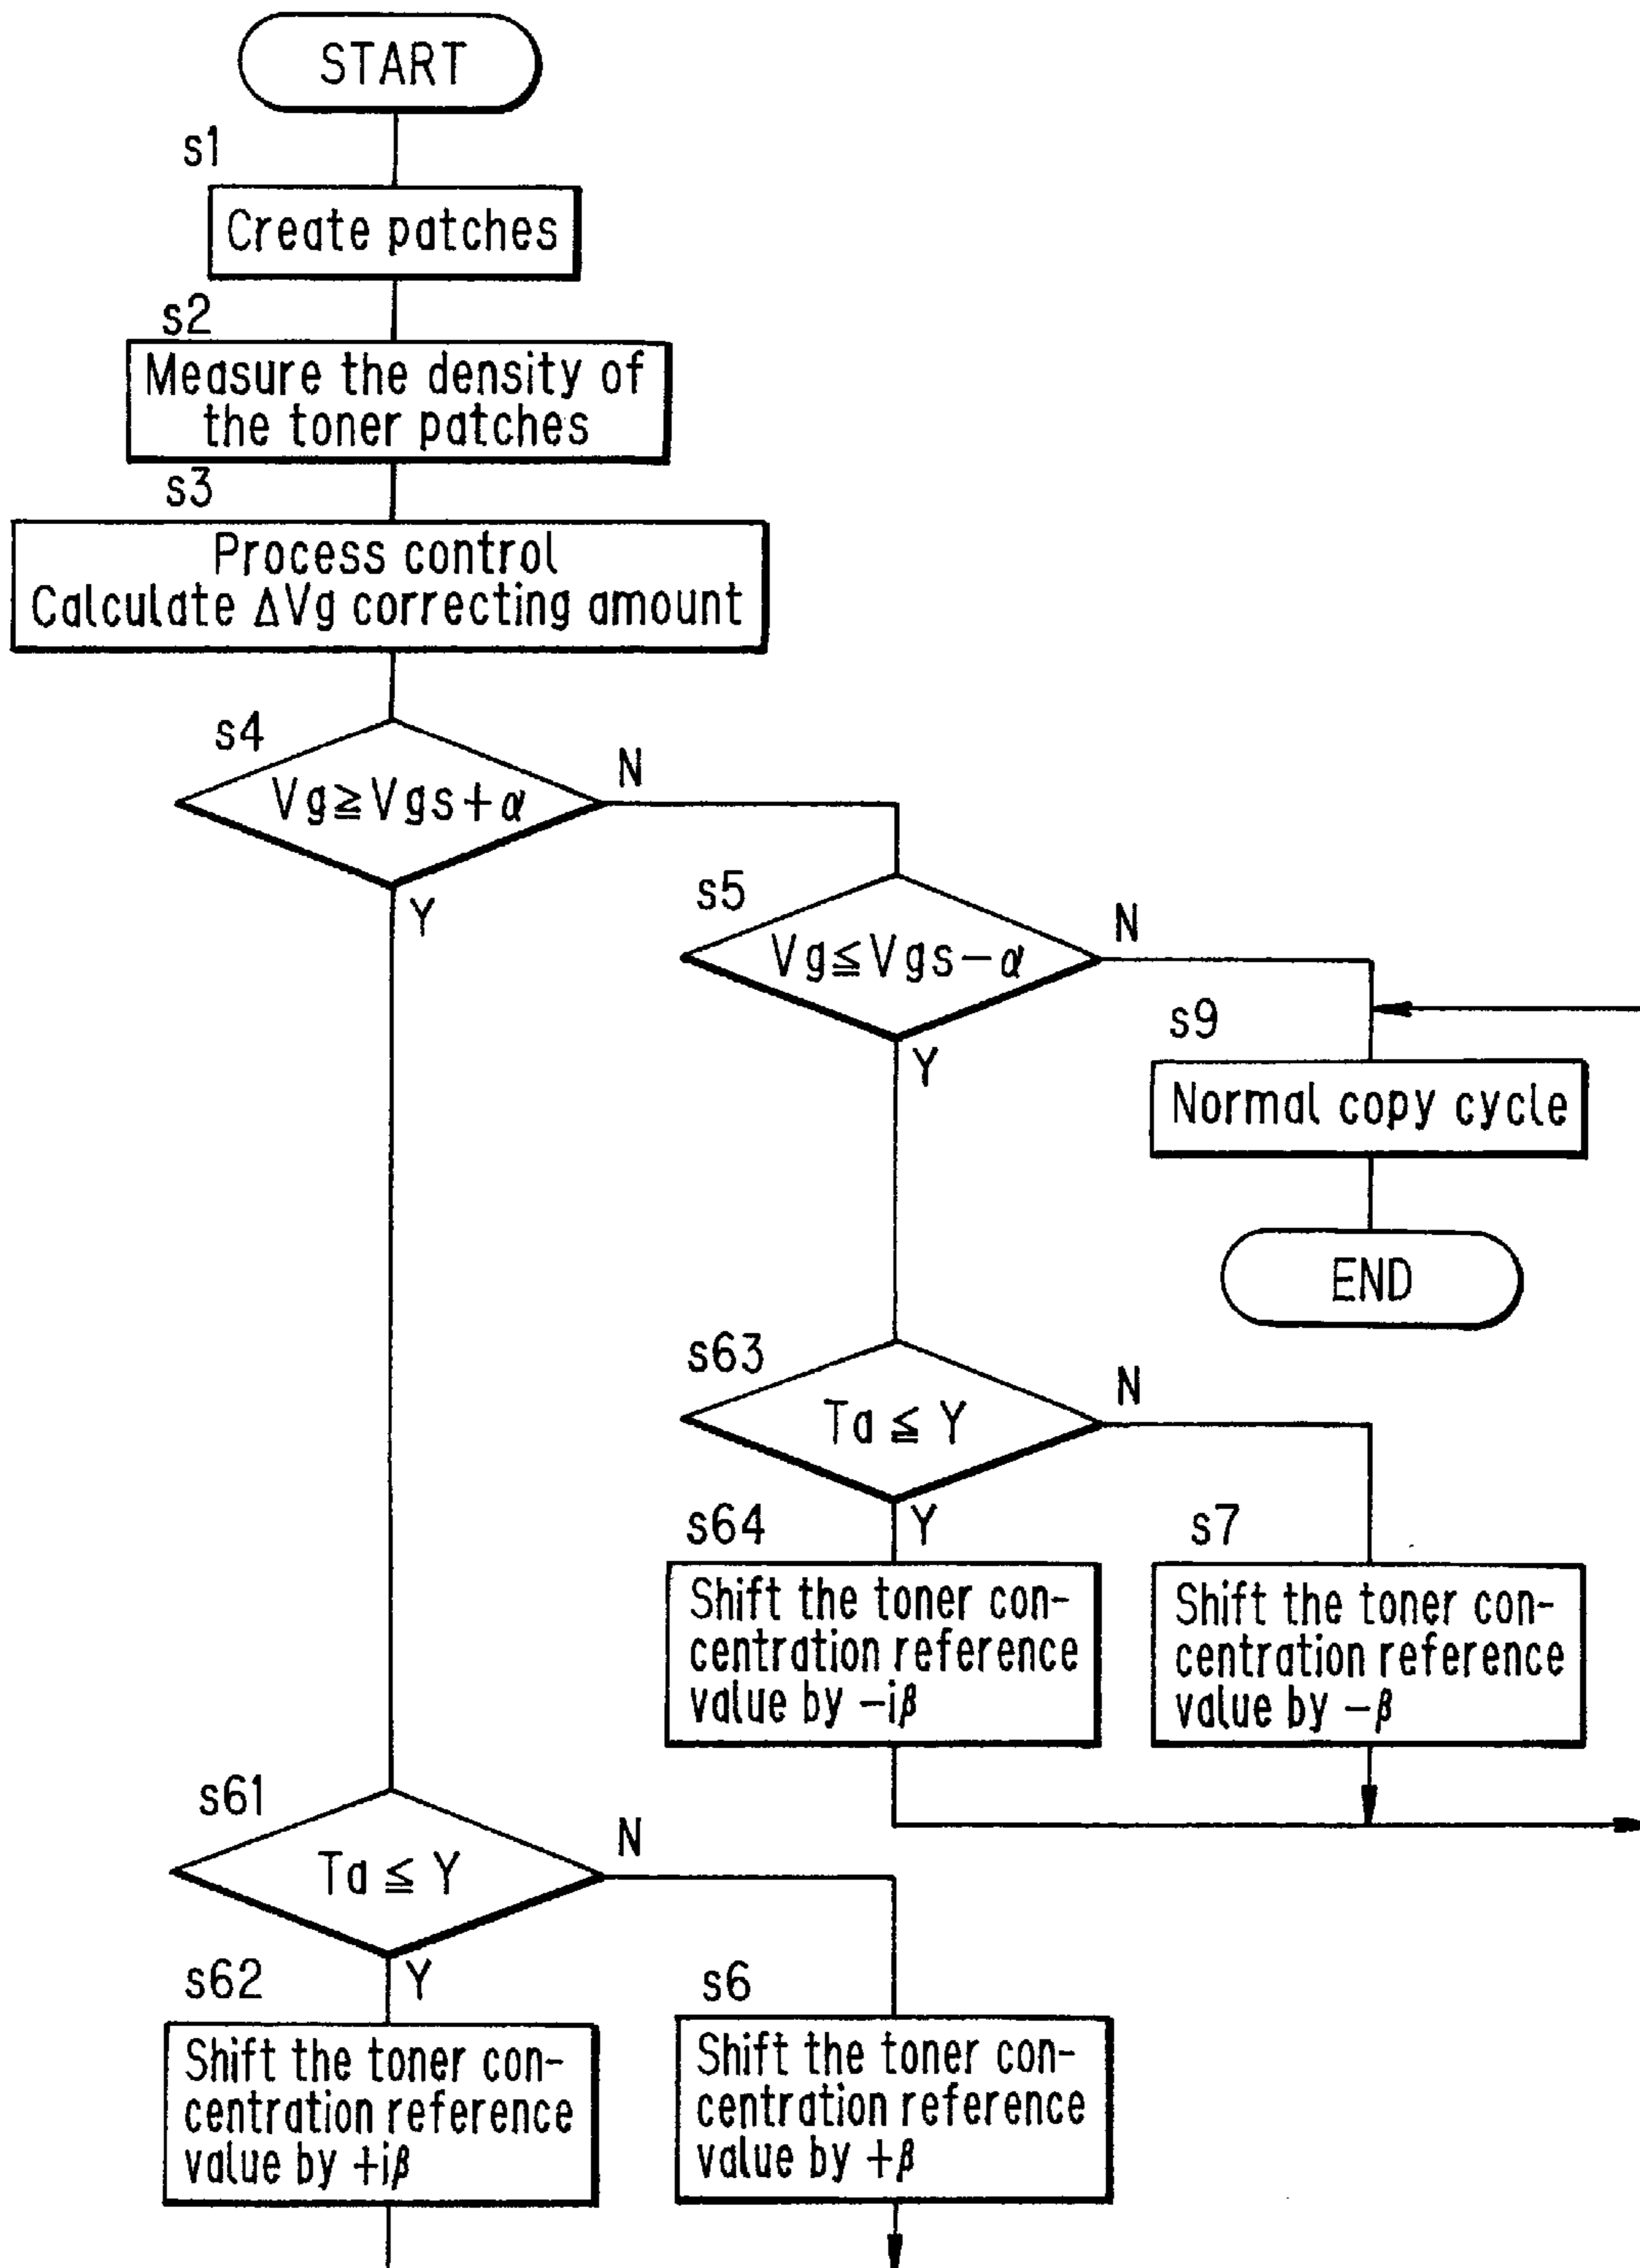 START
s1
Create patches
s2
Measure the density of
the toner patches
s3
Process control
Calculate ΔVg correcting amount
s4
Vg≧Vgs+α
N
Y
s5
Vg≦Vgs−α
N
Y
s9
Normal copy cycle
END
s63
Ta ≦ Y
N
Y
s64
Shift the toner con-
centration reference
value by −iβ
s7
Shift the toner con-
centration reference
value by −β
s61
Ta ≦ Y
N
Y
s62
Shift the toner con-
centration reference
value by +iβ
s6
Shift the toner con-
centration reference
value by +β